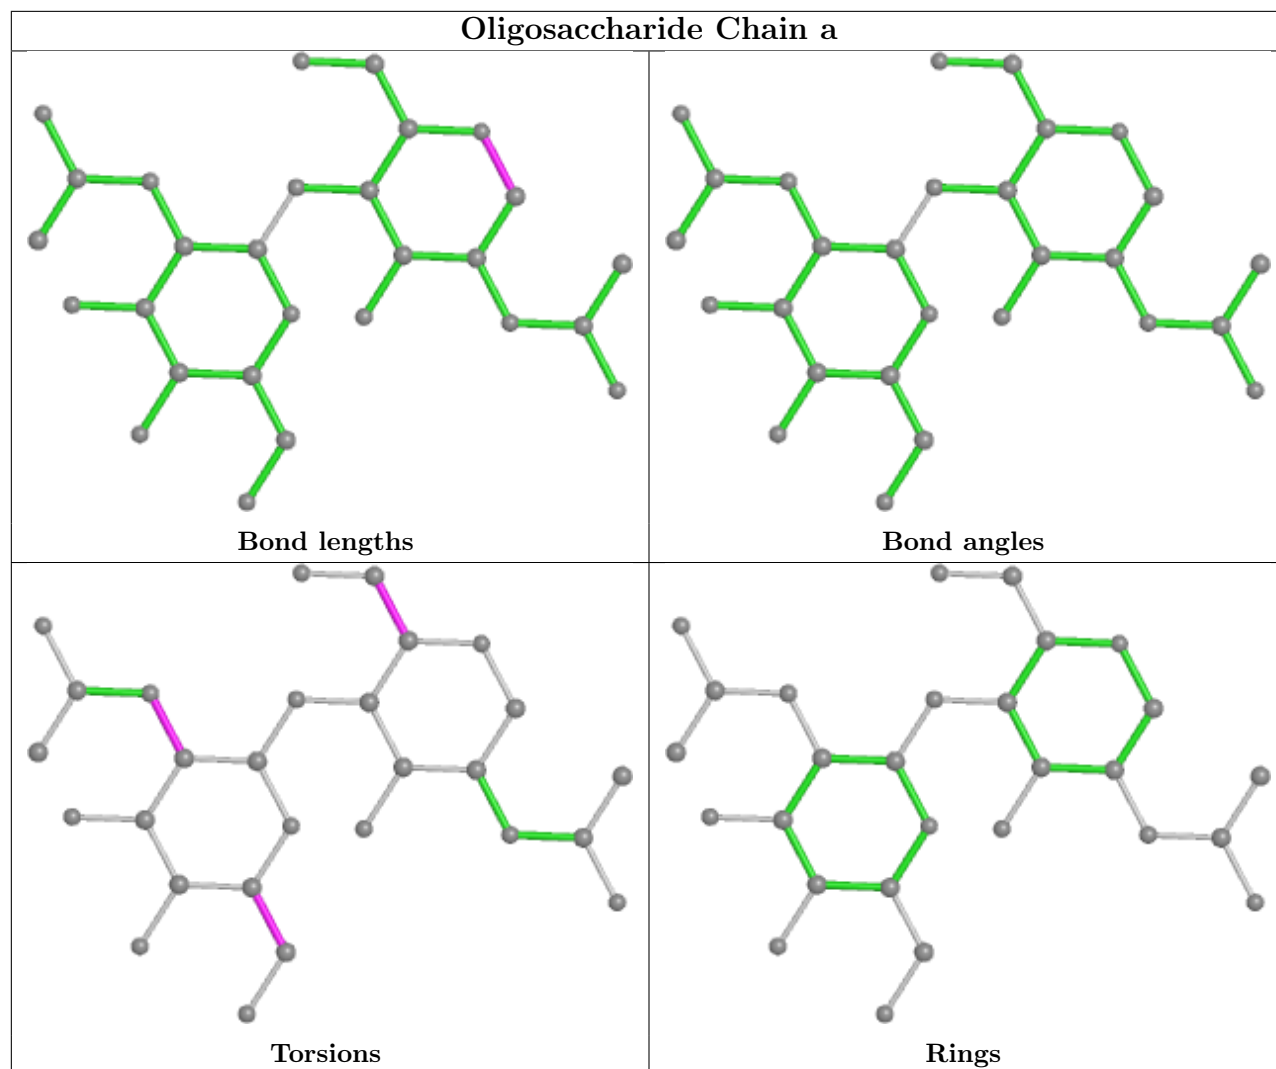 Oligosaccharide Chain a
Bond lengths
Bond angles
Torsions
Rings